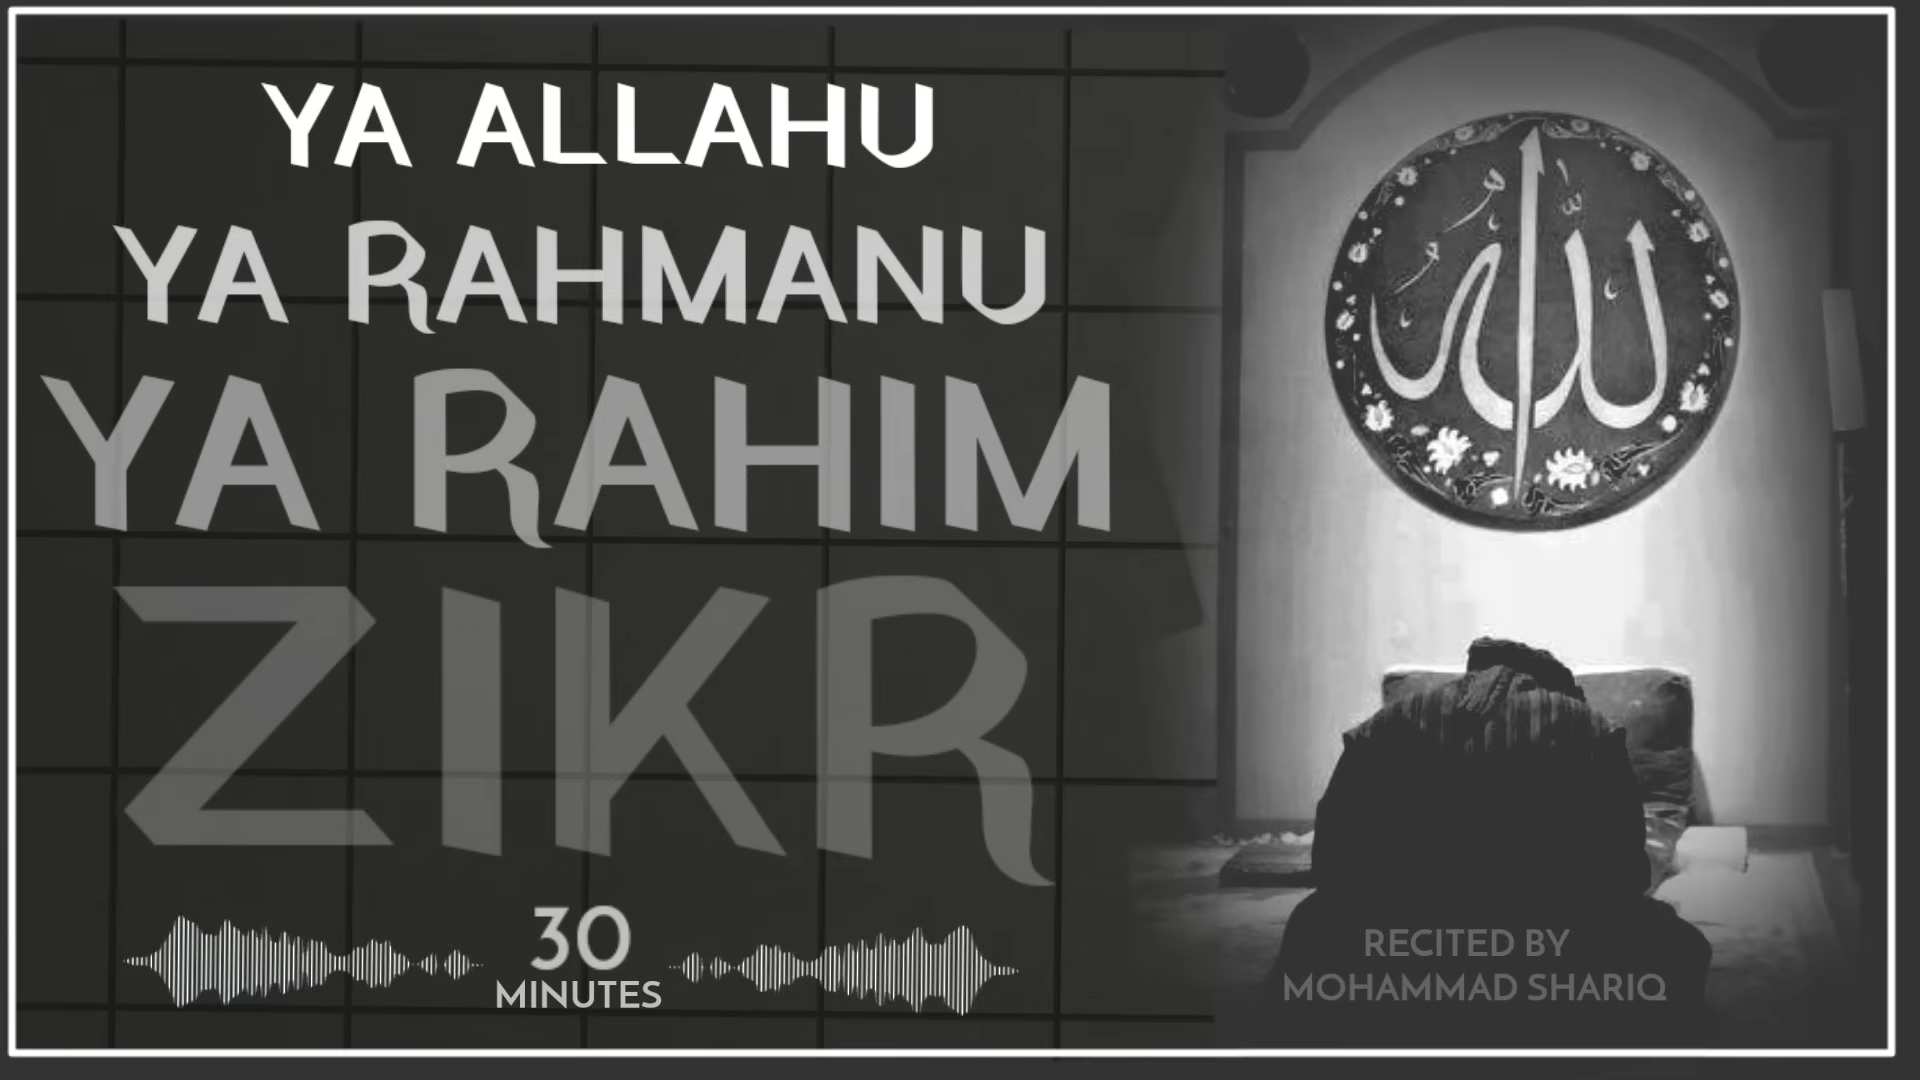 YA ALLAHU
YA RAHMANU
YA RAHIM
ZIKR
30
MINUTES
الله
RECITED BY
MOHAMMAD SHARIQ